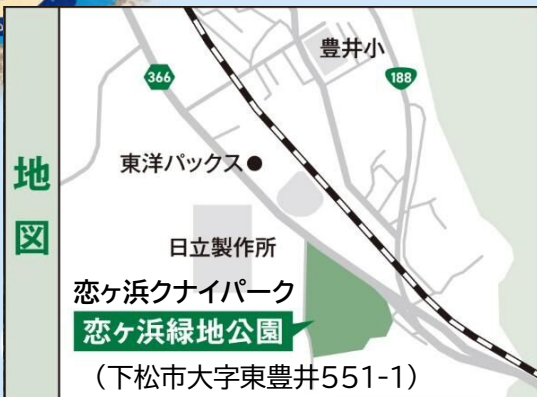 地図
豊井小
366
188
東洋パックス
日立製作所
恋ヶ浜クナイパーク
恋ヶ浜緑地公園
（下松市大字東豊井551-1）